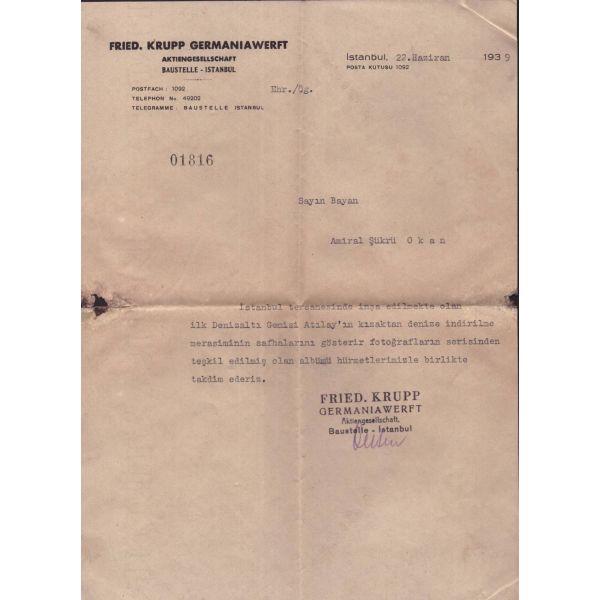 FRIED. KRUPP GERMANIAWERFT
AKTIENGESELLSCHAFT
BAUSTELLE - ISTANBUL
POSTFACH : 1092
TELEPHON No. 49202
TELEGRAMME : BAUSTELLE ISTANBUL
İstanbul, 22.Haziran 1939
POSTA KUTUSU 1092
Ehr./Og.
01816
Sayın Bayan
Amiral Şükrü O k a n
İstanbul tersanesinde inşa edilmekte olan
ilk Denizaltı Gemisi Atılay'ın kızaktan denize indirilme
merasiminin safhalarını gösterir fotoğrafların serisinden
teşkil edilmiş olan albümü hürmetlerimizle birlikte
takdim ederiz.
FRIED. KRUPP
GERMANIAWERFT
Aktiengesellschaft,
Baustelle - Istanbul